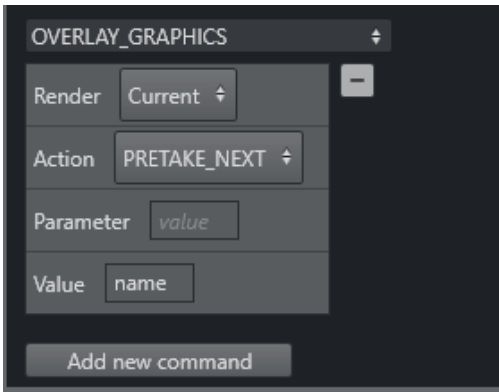 OVERLAY_GRAPHICS
Render Current
Action PRETAKE_NEXT
Parameter value
Value name
Add new command